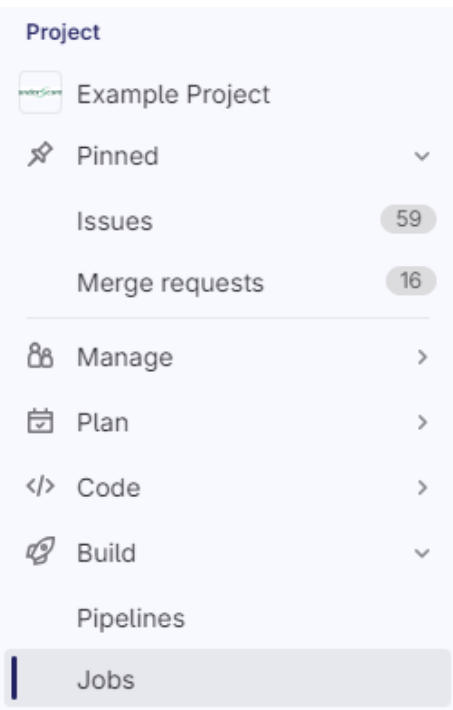 Project
Example Project
Pinned
Issues 59
Merge requests 16
Manage
Plan
Code
Build
Pipelines
Jobs